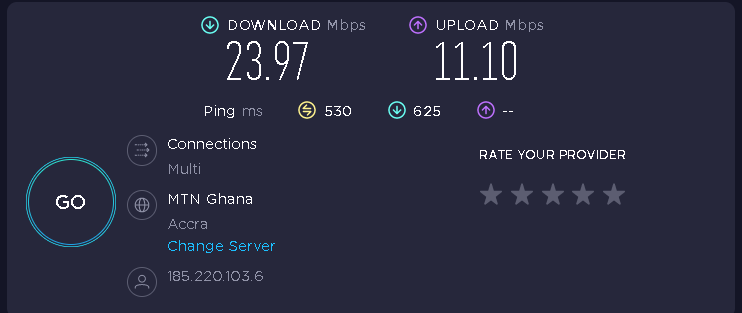 DOWNLOAD Mbps UPLOAD Mbps
23.97 11.10
Ping ms 530 625 --
Connections
Multi
RATE YOUR PROVIDER
GO
MTN Ghana
Accra
Change Server
185.220.103.6